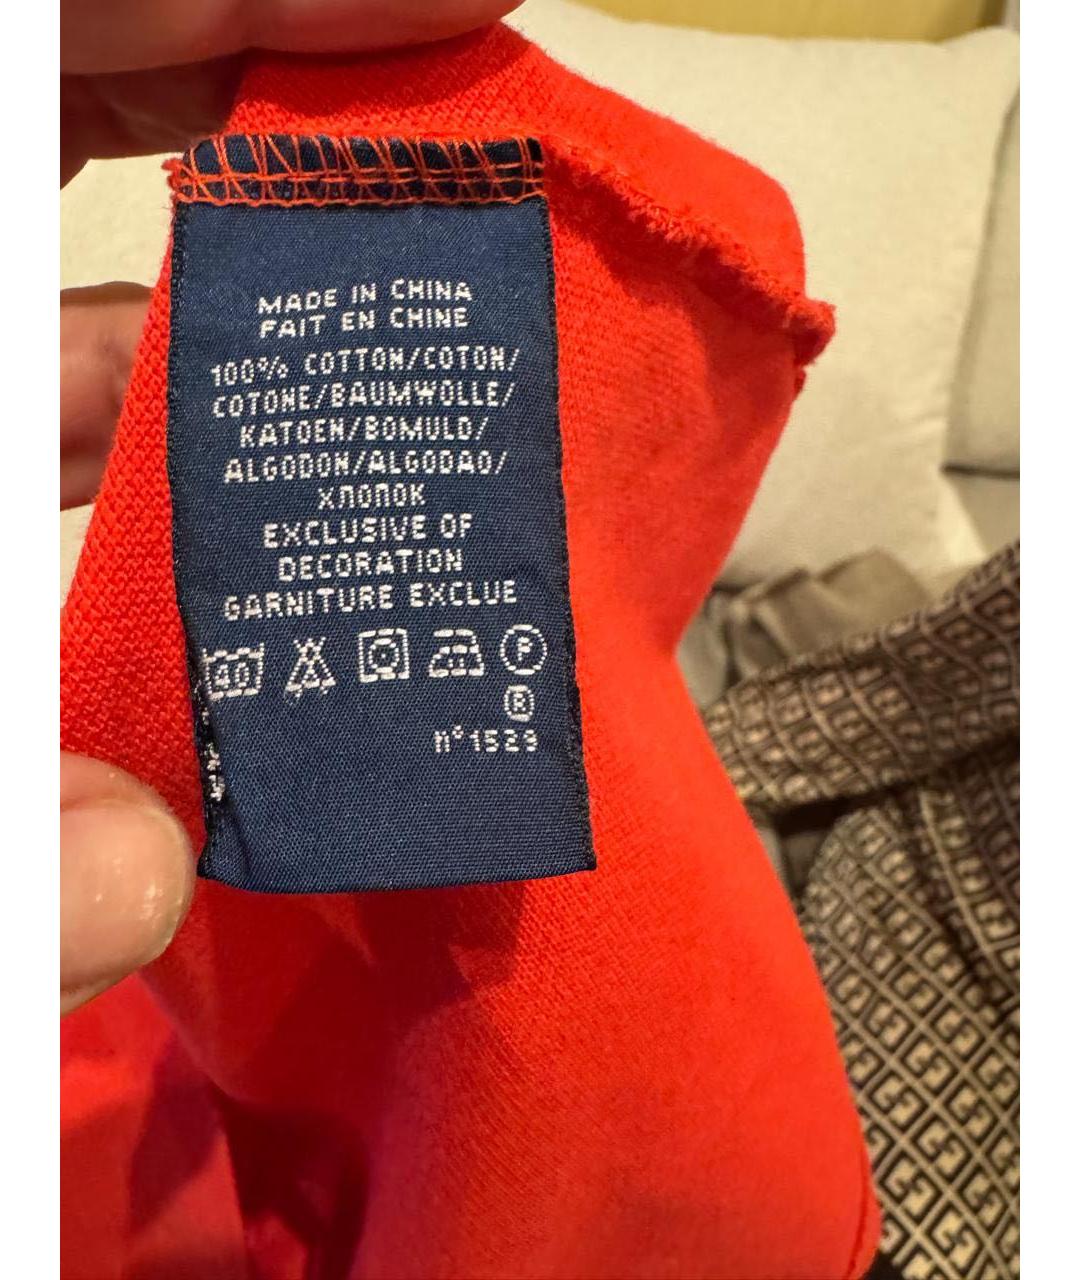 MADE IN CHINA
FAIT EN CHINE
100% COTTON/COTON/
COTONE/BAUMWOLLE/
KATOEN/BOMULD/
ALGODON/ALGODAO/
ХЛОПОК
EXCLUSIVE OF
DECORATION
GARNITURE EXCLUE
40 P
R
n° 1529